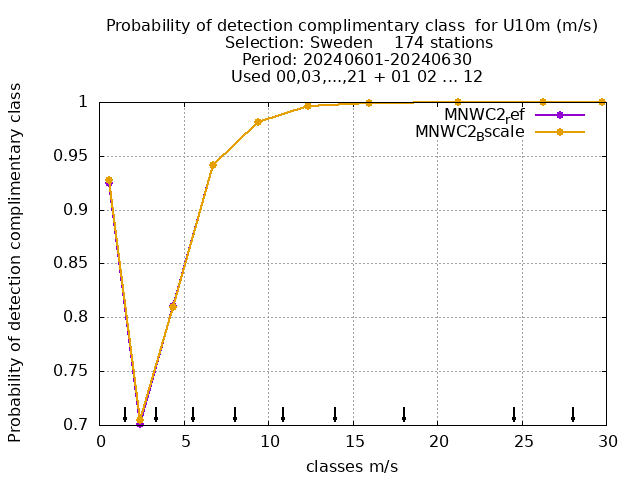 Probability of detection complimentary class  for U10m (m/s)
Selection: Sweden    174 stations
Period: 20240601-20240630
Used 00,03,...,21 + 01 02 ... 12
Probability of detection complimentary class
1
0.95
0.9
0.85
0.8
0.75
0.7
MNWC2_ref
MNWC2_Bscale
0 5 10 15 20 25 30
classes m/s